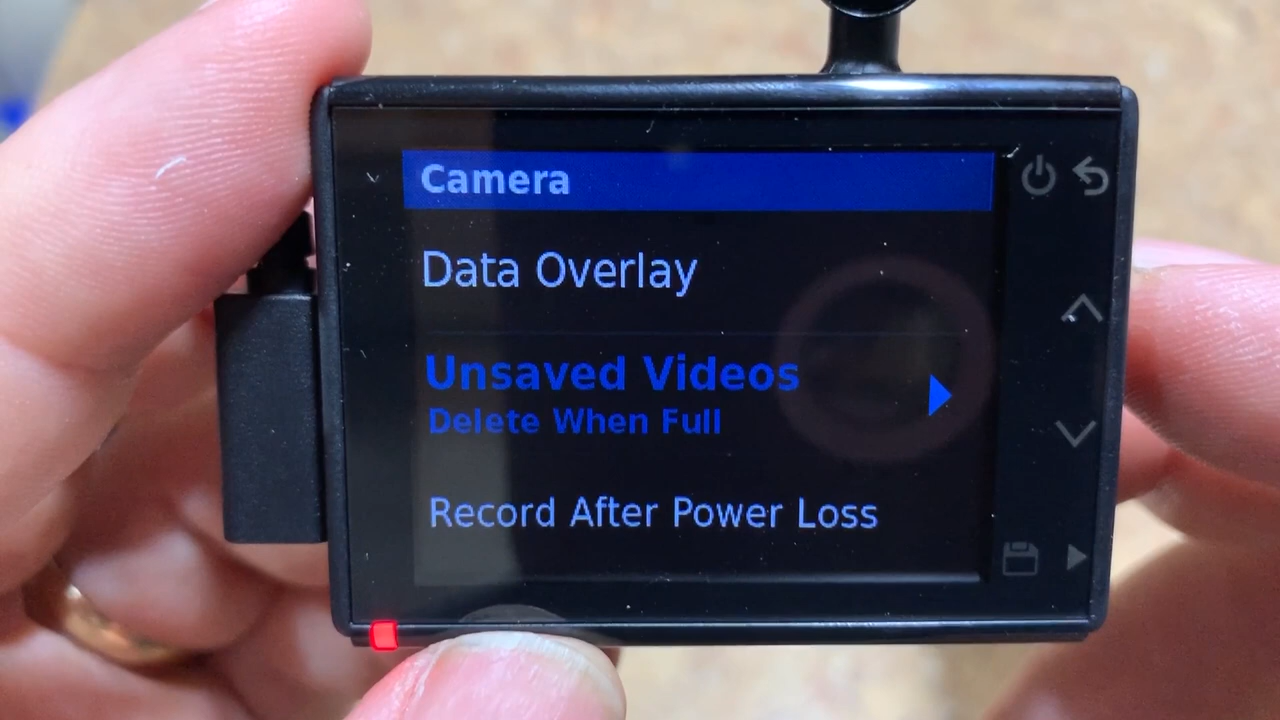 Camera
Data Overlay
Unsaved Videos
Delete When Full
Record After Power Loss